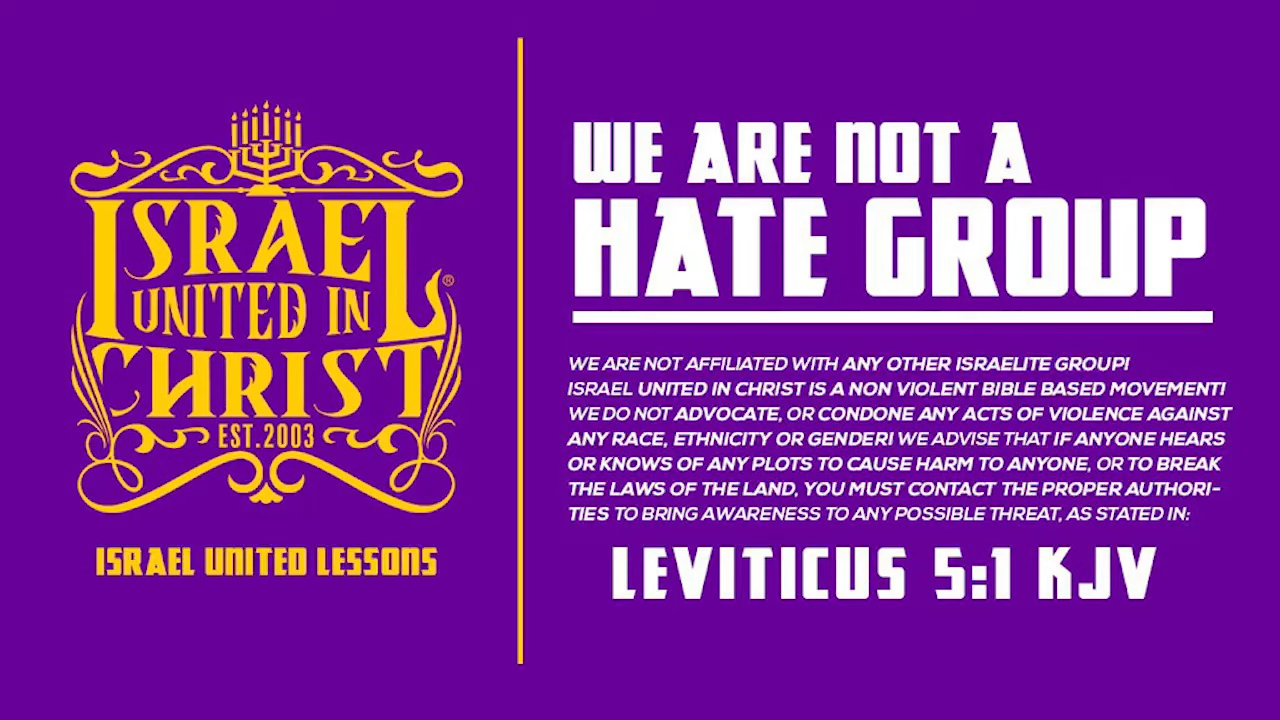 ISRAEL
UNITED IN
CHRIST
EST.2003
®
ISRAEL UNITED LESSONS
WE ARE NOT A
HATE GROUP
WE ARE NOT AFFILIATED WITH ANY OTHER ISRAELITE GROUP!
ISRAEL UNITED IN CHRIST IS A NON VIOLENT BIBLE BASED MOVEMENT!
WE DO NOT ADVOCATE, OR CONDONE ANY ACTS OF VIOLENCE AGAINST
ANY RACE, ETHNICITY OR GENDER! WE ADVISE THAT IF ANYONE HEARS
OR KNOWS OF ANY PLOTS TO CAUSE HARM TO ANYONE, OR TO BREAK
THE LAWS OF THE LAND, YOU MUST CONTACT THE PROPER AUTHORI-
TIES TO BRING AWARENESS TO ANY POSSIBLE THREAT, AS STATED IN:
LEVITICUS 5:1 KJV